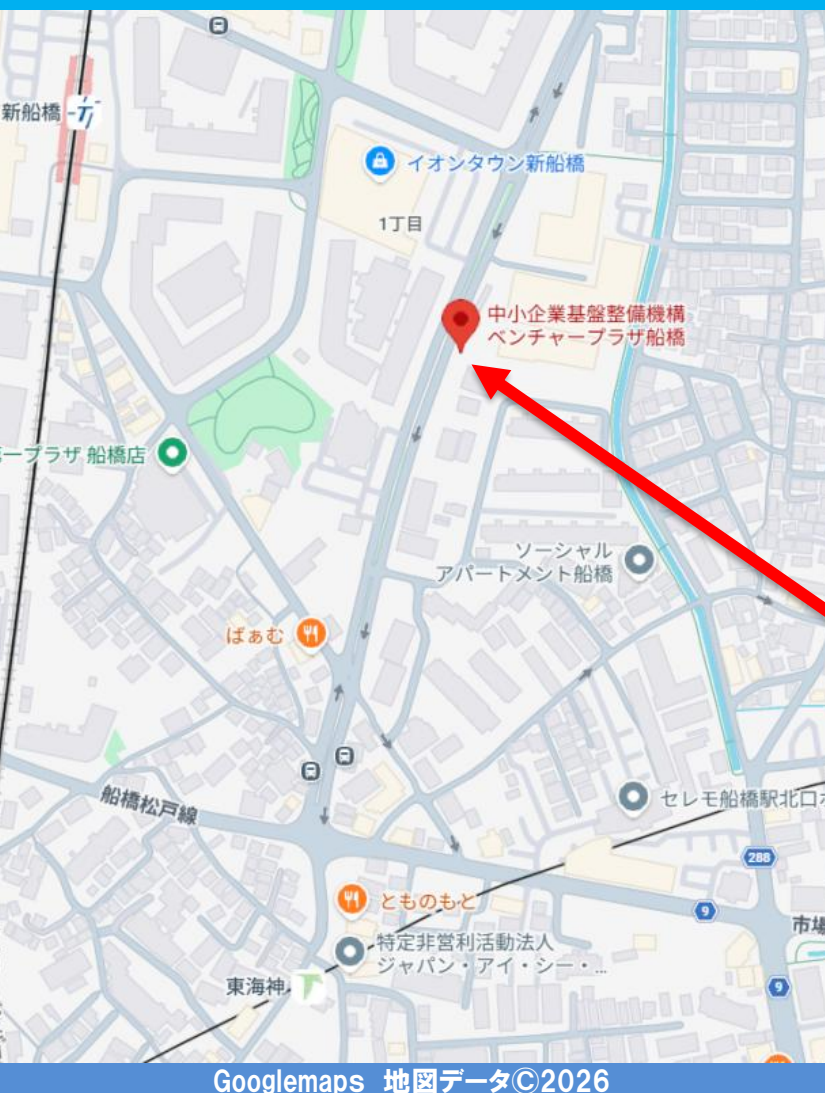 新船橋
イオンタウン新船橋
1丁目
中小企業基盤整備機構
ベンチャープラザ船橋
プラザ 船橋店
ソーシャル
アパートメント船橋
ばぁむ
船橋松戸線
セレモ船橋駅北口
288
とものもと
9
市場
特定非営利活動法人
ジャパン・アイ・シー・...
東海神
9
Googlemaps 地図データ©2026